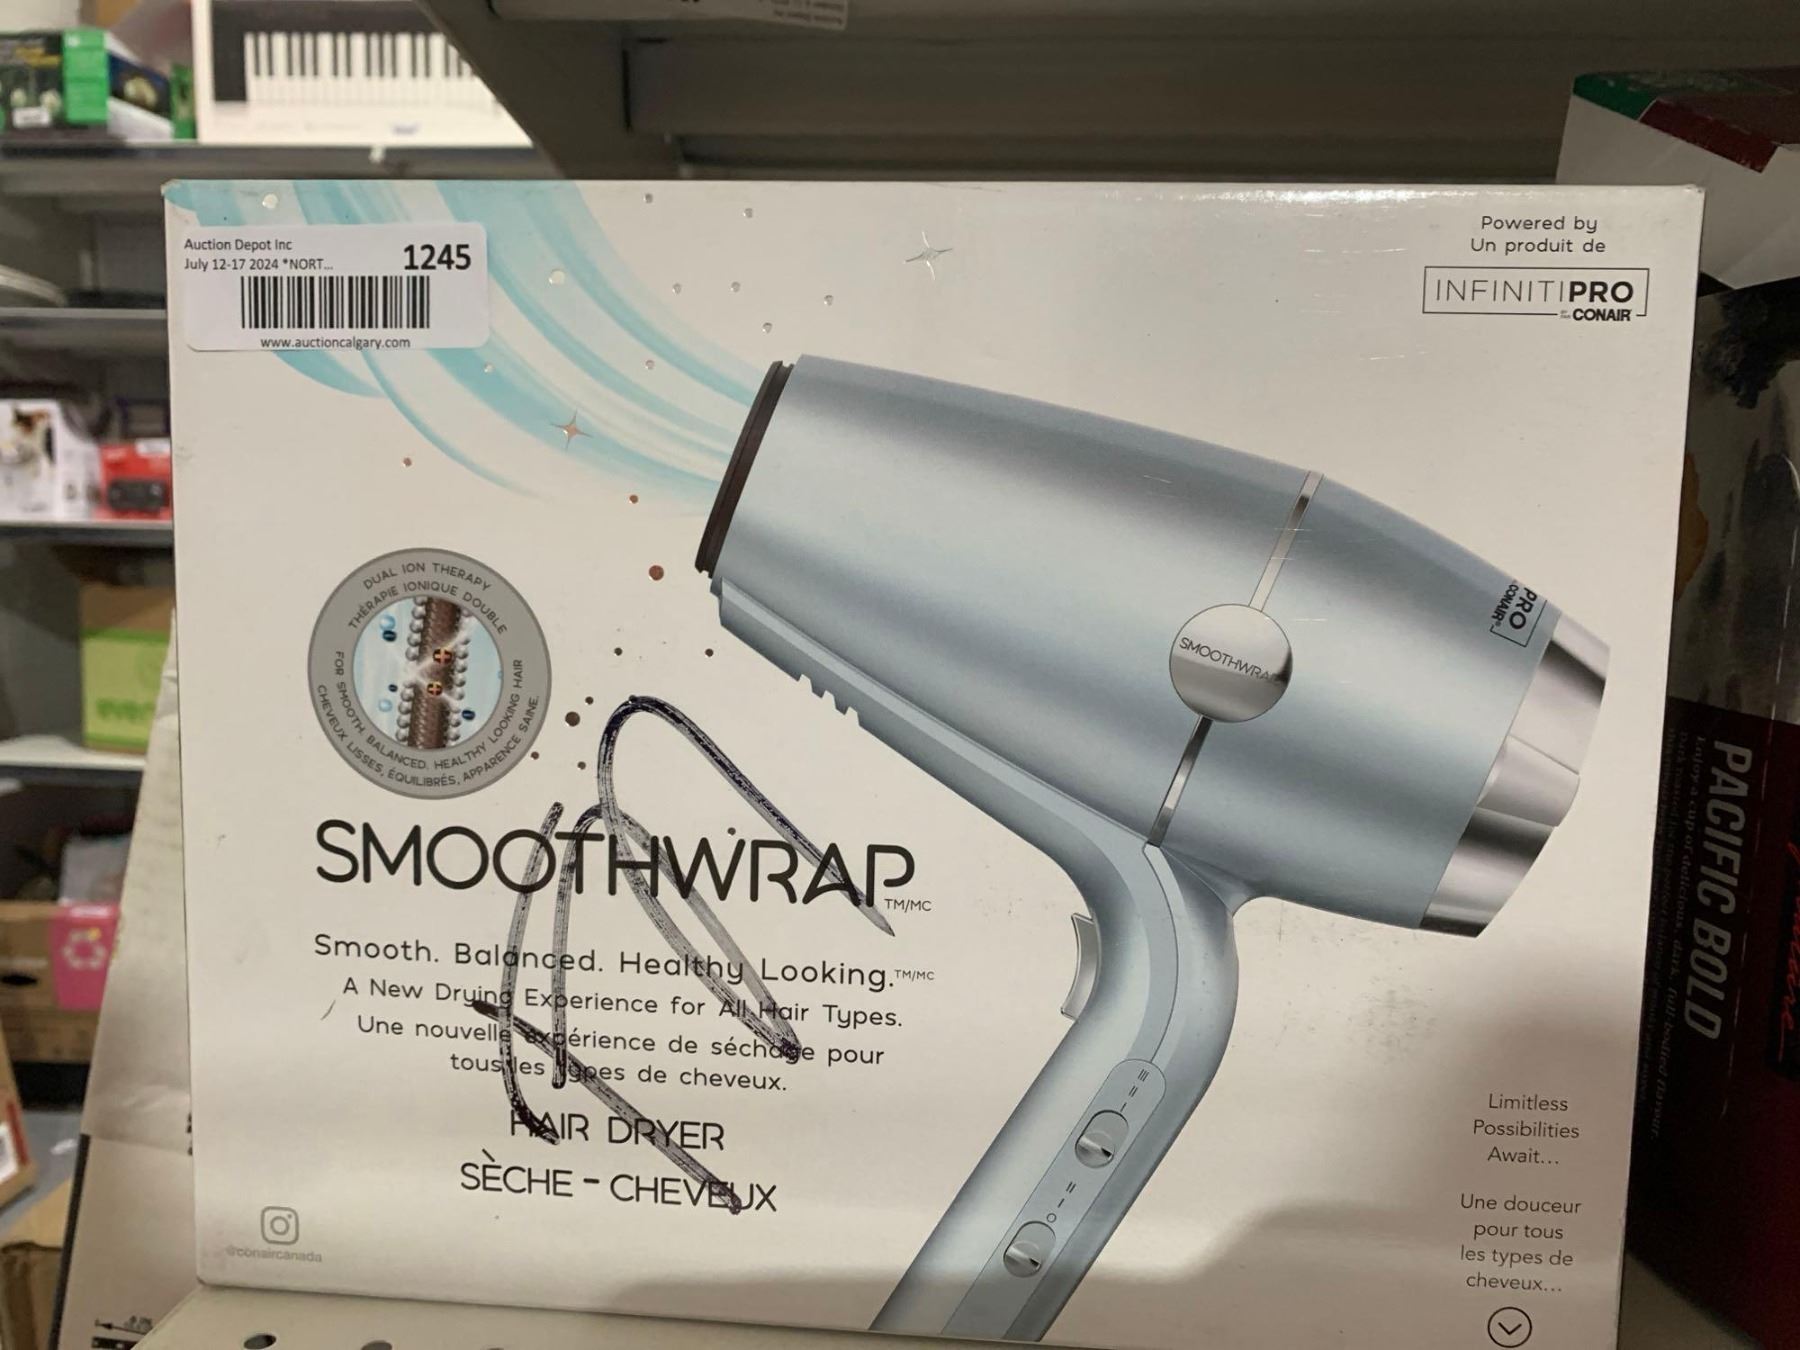 Auction Depot Inc
July 12-17 2024 *NORT...
1245
www.auctioncalgary.com
Powered by
Un produit de
INFINITIPRO
BY PAR CONAIR
DUAL ION THERAPY
THÉRAPIE IONIQUE DOUBLE
FOR SMOOTH BALANCED. HEALTHY LOOKING HAIR
CHEVEUX LISSES, ÉQUILIBRÉS, APPARENCE SAINE.
SMOOTHWRAP
PRO
CONAIR®
SMOOTHWRAP TM/MC
Smooth. Balanced. Healthy Looking.TM/MC
A New Drying Experience for All Hair Types.
Une nouvelle expérience de séchage pour
tous les types de cheveux.
HAIR DRYER
SÈCHE - CHEVEUX
@conaircanada
Limitless
Possibilities
Await...
Une douceur
pour tous
les types de
cheveux...
PACIFIC BOLD